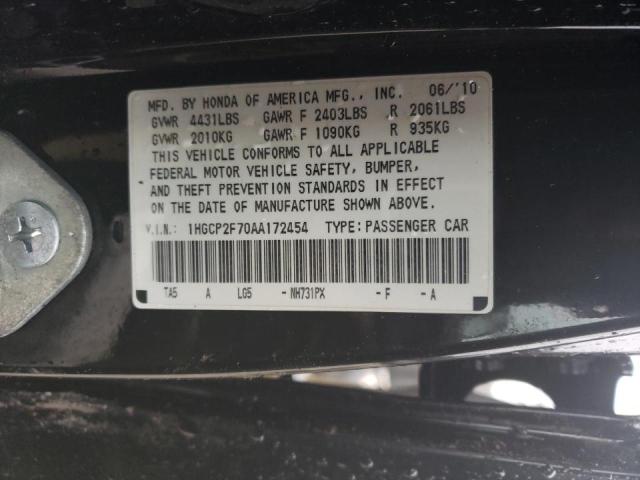 MFD. BY HONDA OF AMERICA MFG., INC. 06/'10
GVWR 4431LBS GAWR F 2403LBS R 2061LBS
GVWR 2010KG GAWR F 1090KG R 935KG
THIS VEHICLE CONFORMS TO ALL APPLICABLE
FEDERAL MOTOR VEHICLE SAFETY, BUMPER,
AND THEFT PREVENTION STANDARDS IN EFFECT
ON THE DATE OF MANUFACTURE SHOWN ABOVE.
V.I.N.: 1HGCP2F70AA172454 TYPE: PASSENGER CAR
TA5 A LG5 - NH731PX - F - A